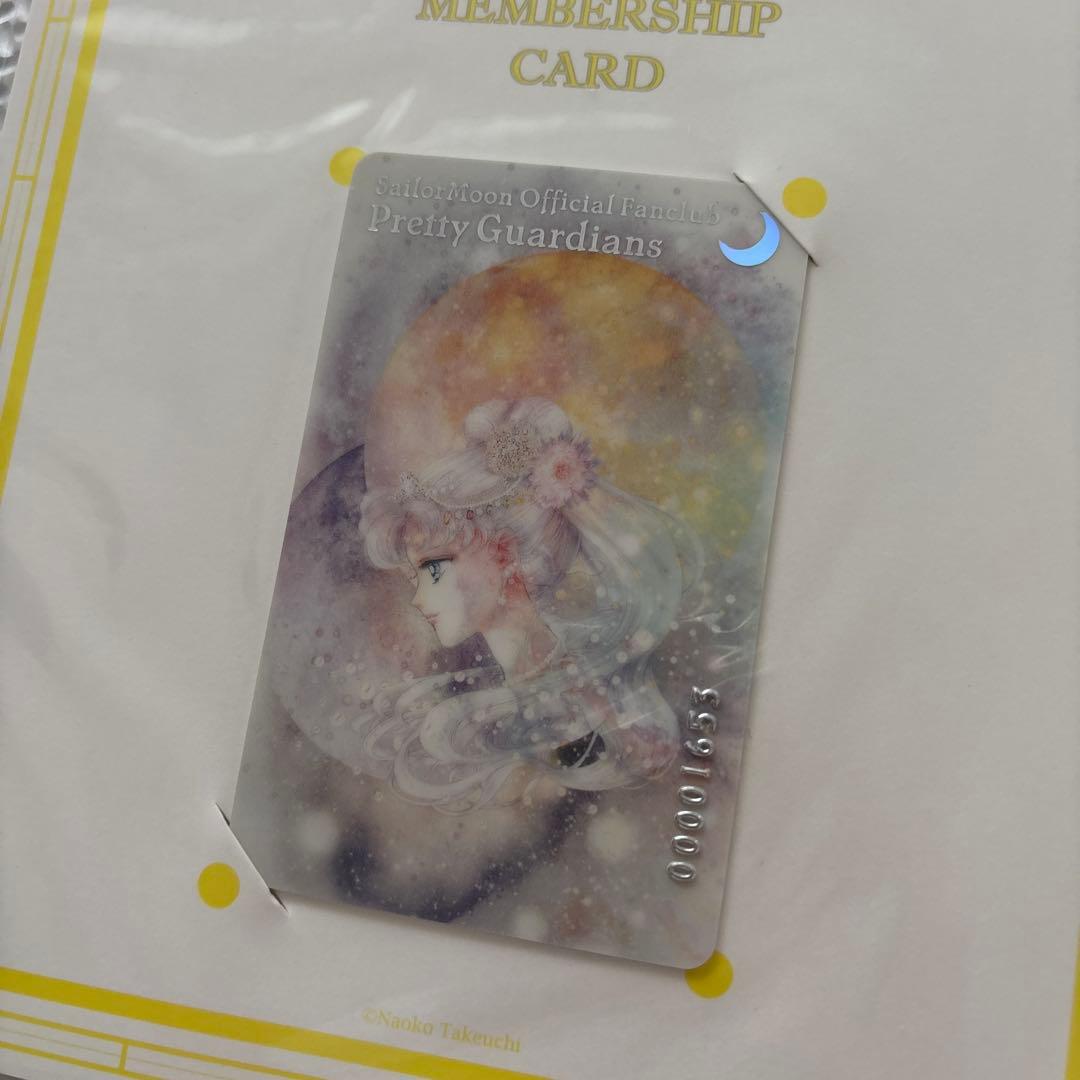 MEMBERSHIP
CARD
SailorMoon Official Fanclub
Pretty Guardians
00001653
©Naoko Takeuchi